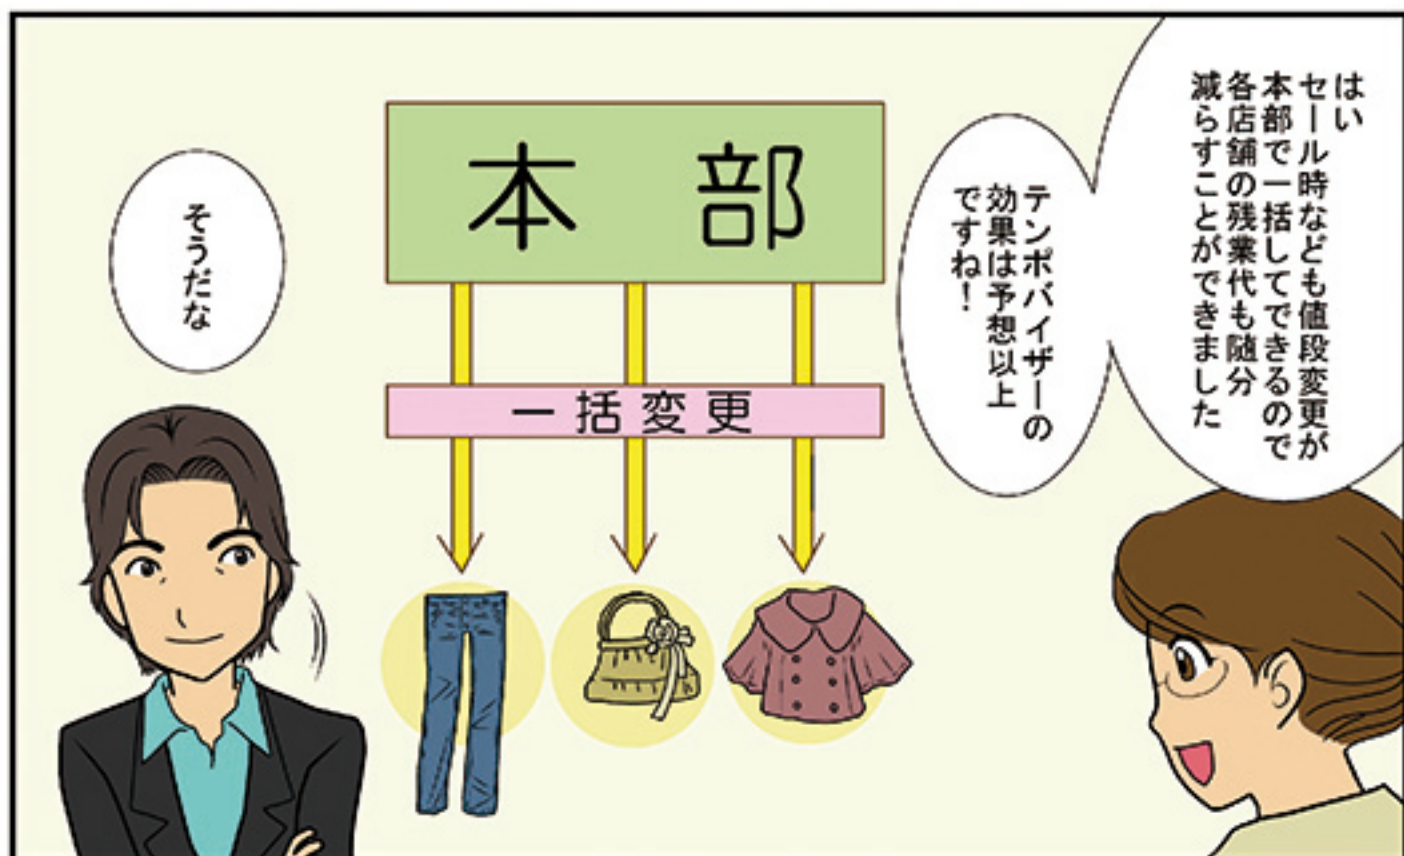 はい
セール時なども値段変更が
本部で一括してできるので
各店舗の残業代も随分
減らすことができました
テンポバイザーの
効果は予想以上
ですね！
本部
一括変更
そうだな